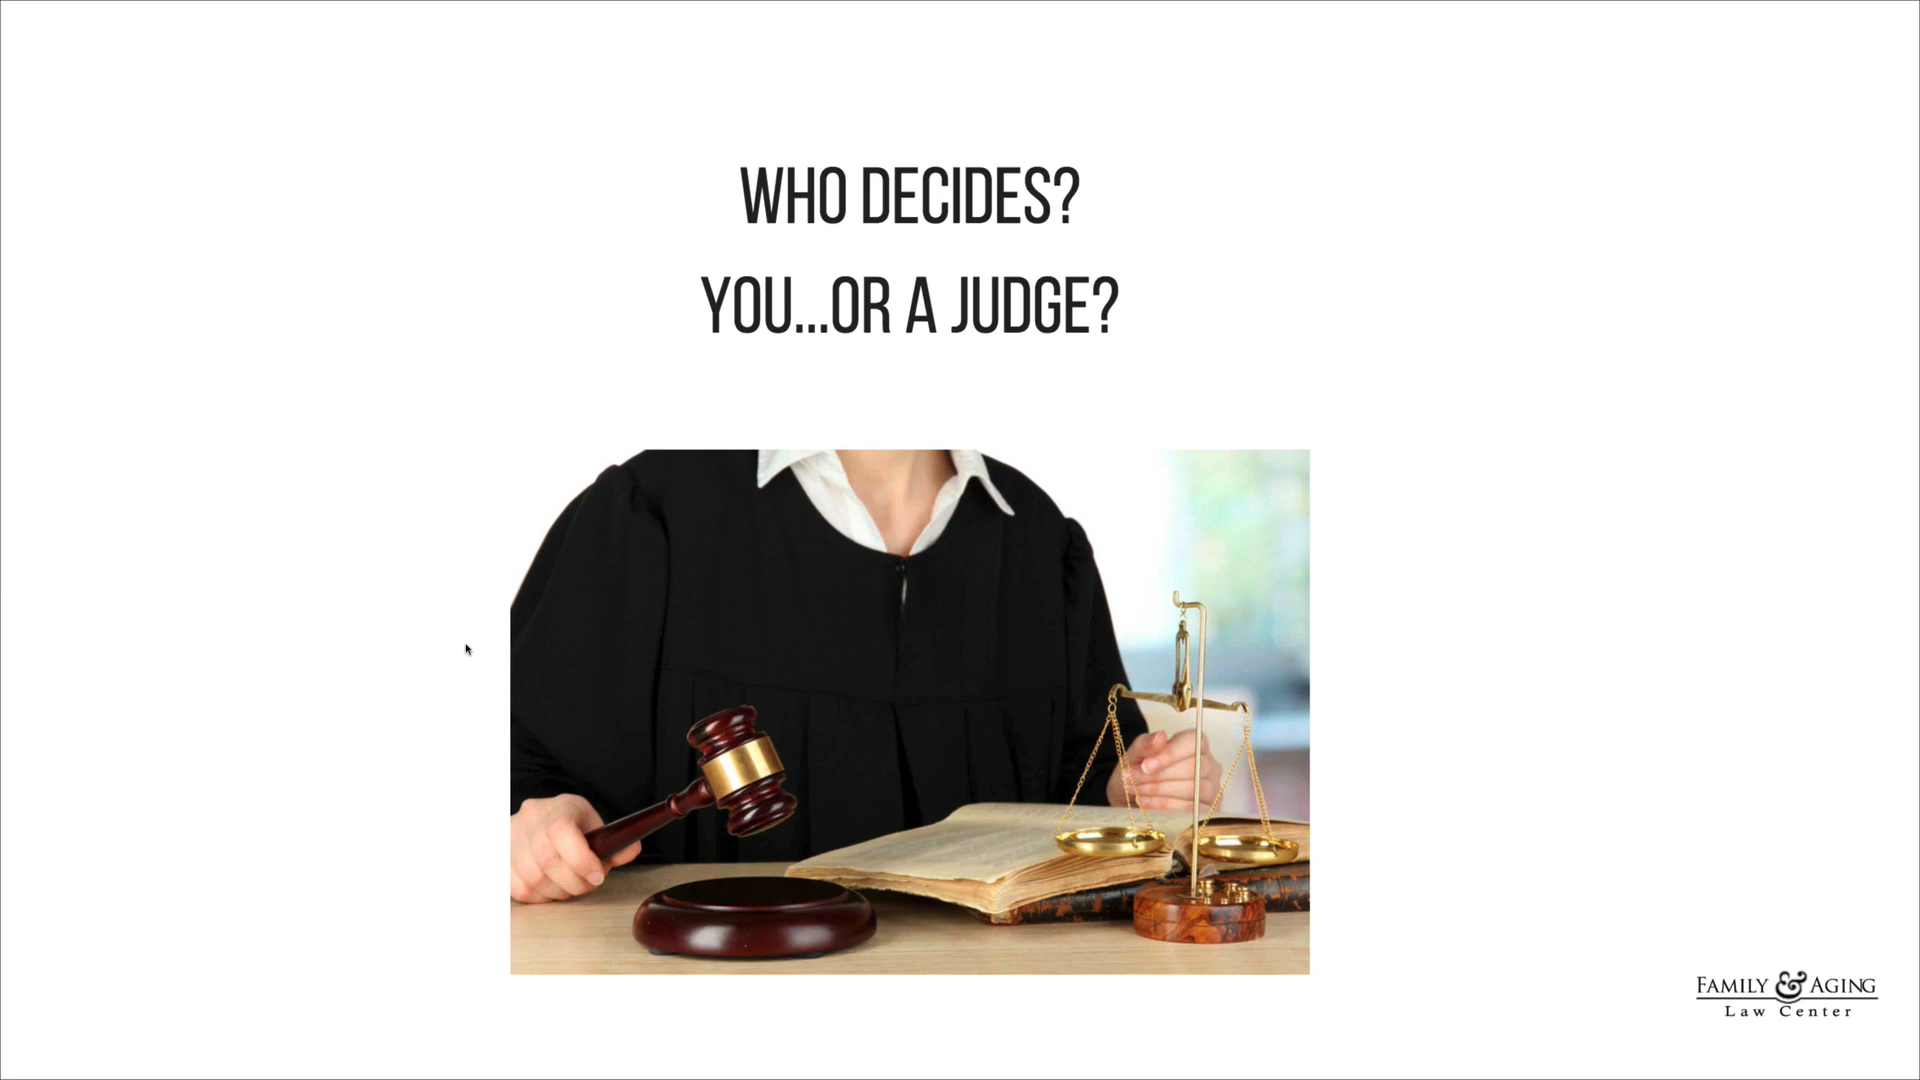 WHO DECIDES?
YOU...OR A JUDGE?
FAMILY & AGING
Law Center